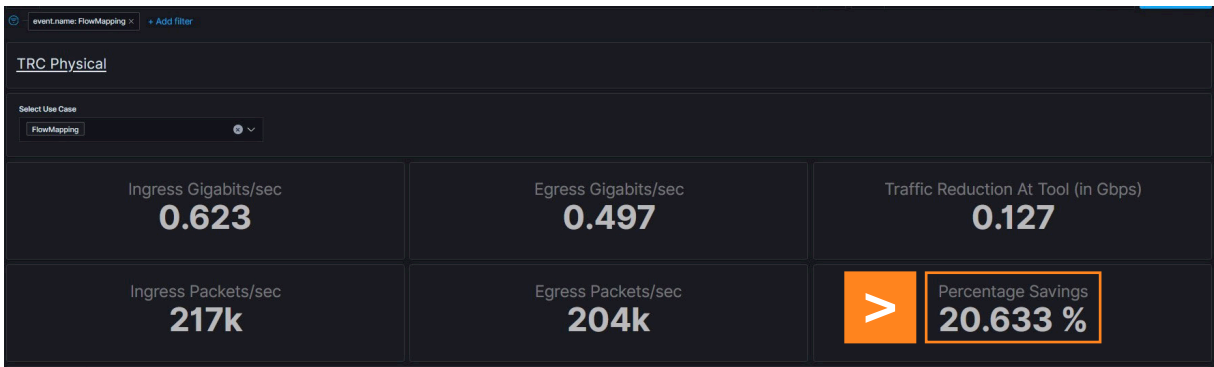 event.name: FlowMapping × + Add filter
TRC Physical
Select Use Case
FlowMapping
Ingress Gigabits/sec
0.623
Egress Gigabits/sec
0.497
Traffic Reduction At Tool (in Gbps)
0.127
Ingress Packets/sec
217k
Egress Packets/sec
204k
>
Percentage Savings
20.633 %